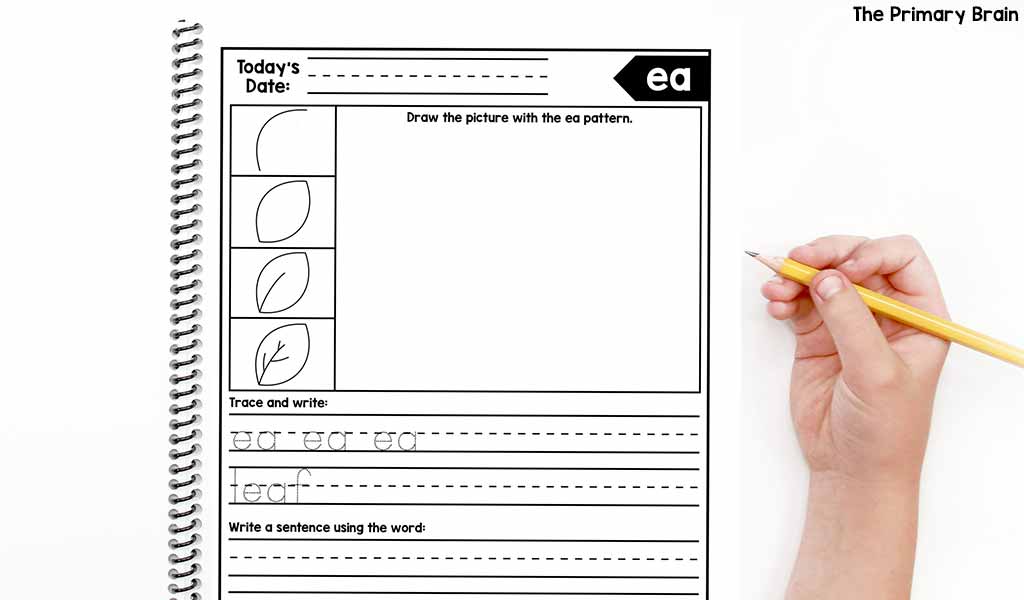 The Primary Brain
Today's
Date:
ea
Draw the picture with the ea pattern.
Trace and write:
ea ea ea
leaf
Write a sentence using the word: